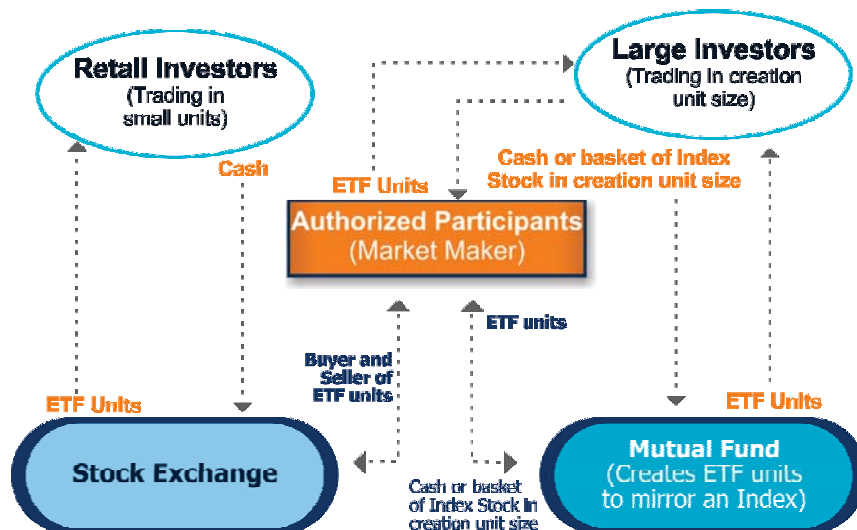 Retail Investors
(Trading in
small units)
Large Investors
(Trading in creation
unit size)
Cash
ETF Units
Cash or basket of Index
Stock in creation unit size
Authorized Participants
(Market Maker)
ETF units
Buyer and
Seller of
ETF units
ETF Units
ETF Units
Stock Exchange
Cash or basket
of Index Stock in
creation unit size
Mutual Fund
(Creates ETF units
to mirror an Index)